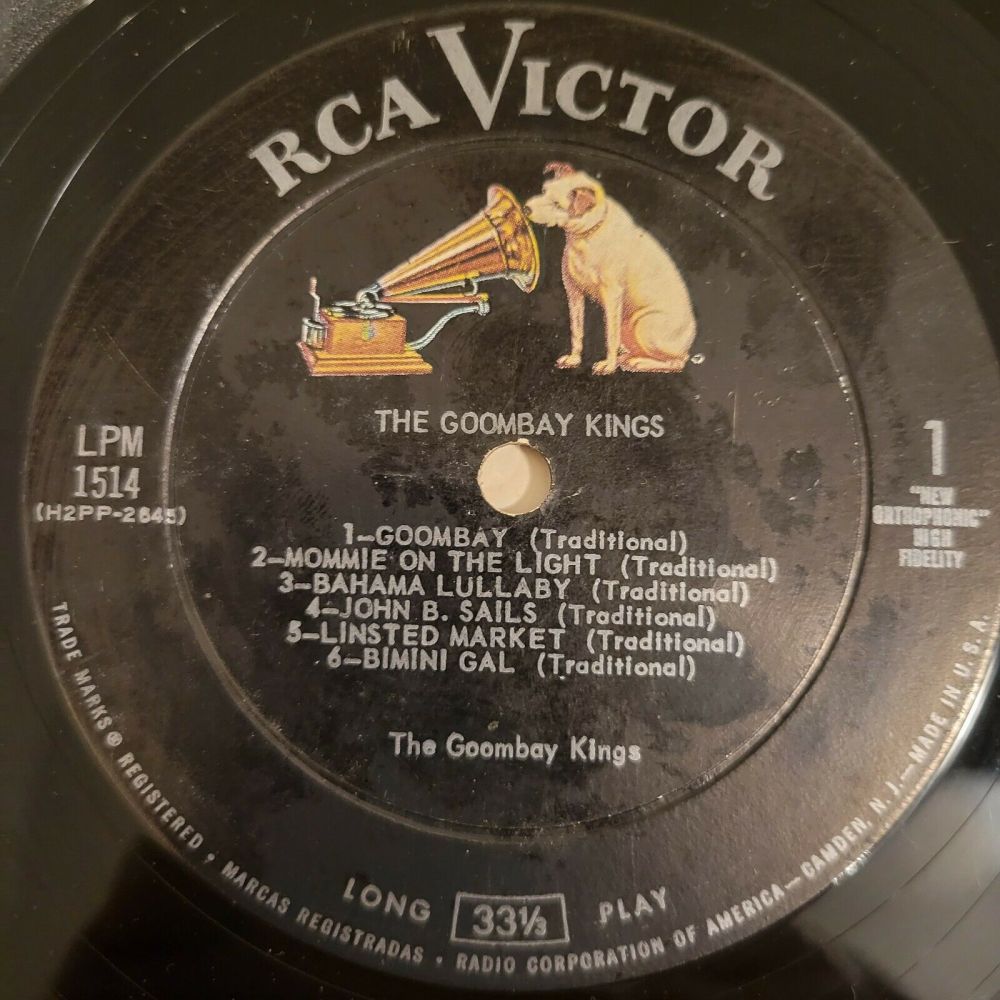 RCA VICTOR
THE GOOMBAY KINGS
LPM
1514
(H2PP-2645)
1
"NEW
ORTHOPHONIC"
HIGH
FIDELITY
1—GOOMBAY (Traditional)
2—MOMMIE ON THE LIGHT (Traditional)
3—BAHAMA LULLABY (Traditional)
4—JOHN B. SAILS (Traditional)
5—LINSTED MARKET (Traditional)
6—BIMINI GAL (Traditional)
The Goombay Kings
LONG 33⅓ PLAY
TRADE MARKS ® REGISTERED • MARCAS REGISTRADAS • RADIO CORPORATION OF AMERICA—CAMDEN, N. J.—MADE IN U.S.A.